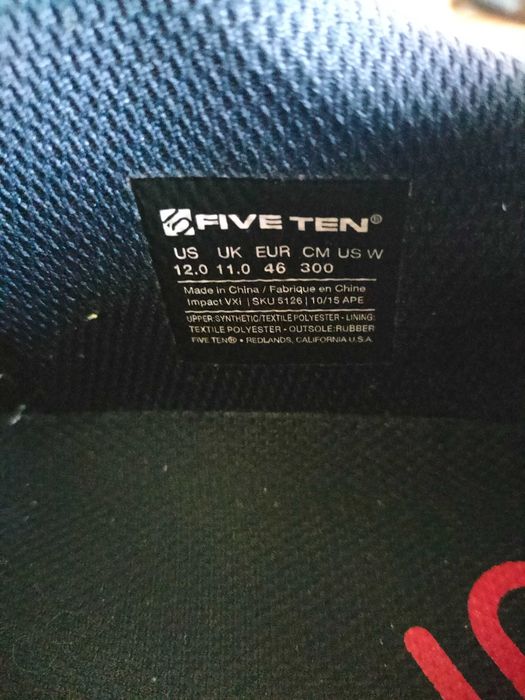 FIVE TEN®
US UK EUR CM US W
12.0 11.0 46 300
Made in China / Fabrique en Chine
Impact VXi | SKU 5126 | 10/15 APE
UPPER:SYNTHETIC/TEXTILE POLYESTER - LINING:
TEXTILE POLYESTER - OUTSOLE:RUBBER
FIVE TEN® • REDLANDS, CALIFORNIA U.S.A.